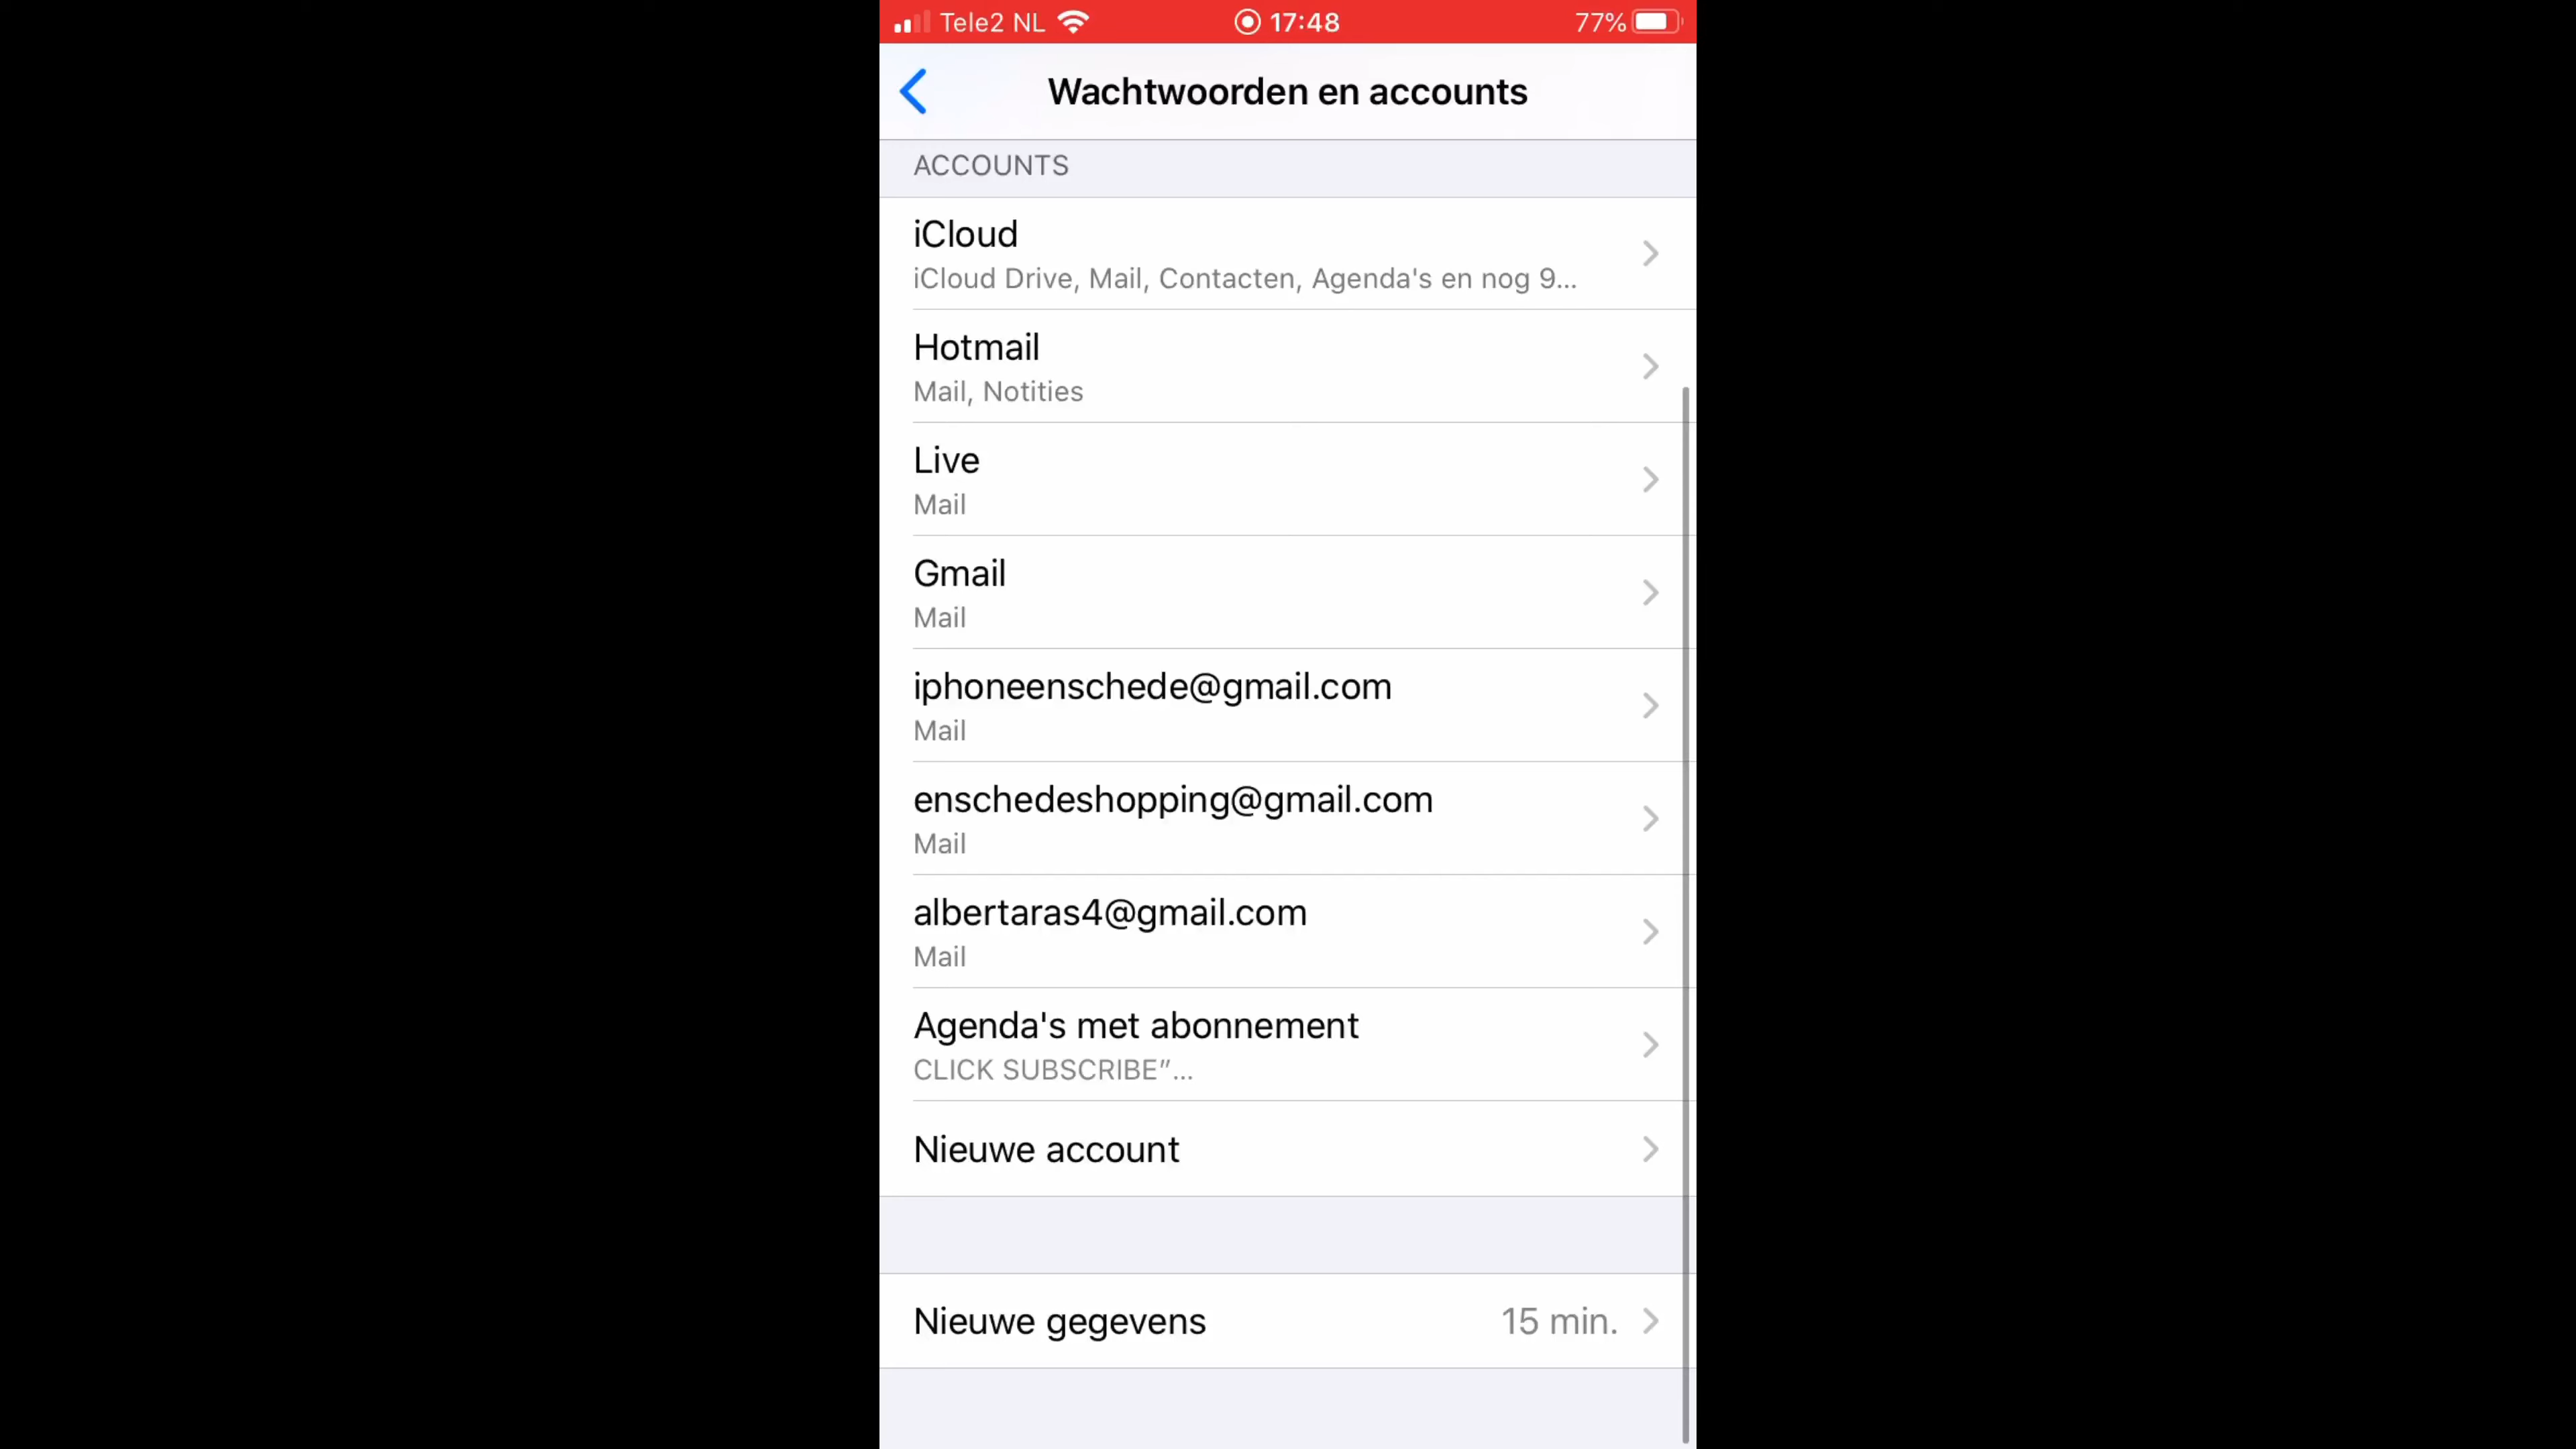 Tele2 NL 17:48 77%
Wachtwoorden en accounts
ACCOUNTS
iCloud
iCloud Drive, Mail, Contacten, Agenda's en nog 9...
Hotmail
Mail, Notities
Live
Mail
Gmail
Mail
iphoneenschede@gmail.com
Mail
enschedeshopping@gmail.com
Mail
albertaras4@gmail.com
Mail
Agenda's met abonnement
CLICK SUBSCRIBE”...
Nieuwe account
Nieuwe gegevens 15 min.